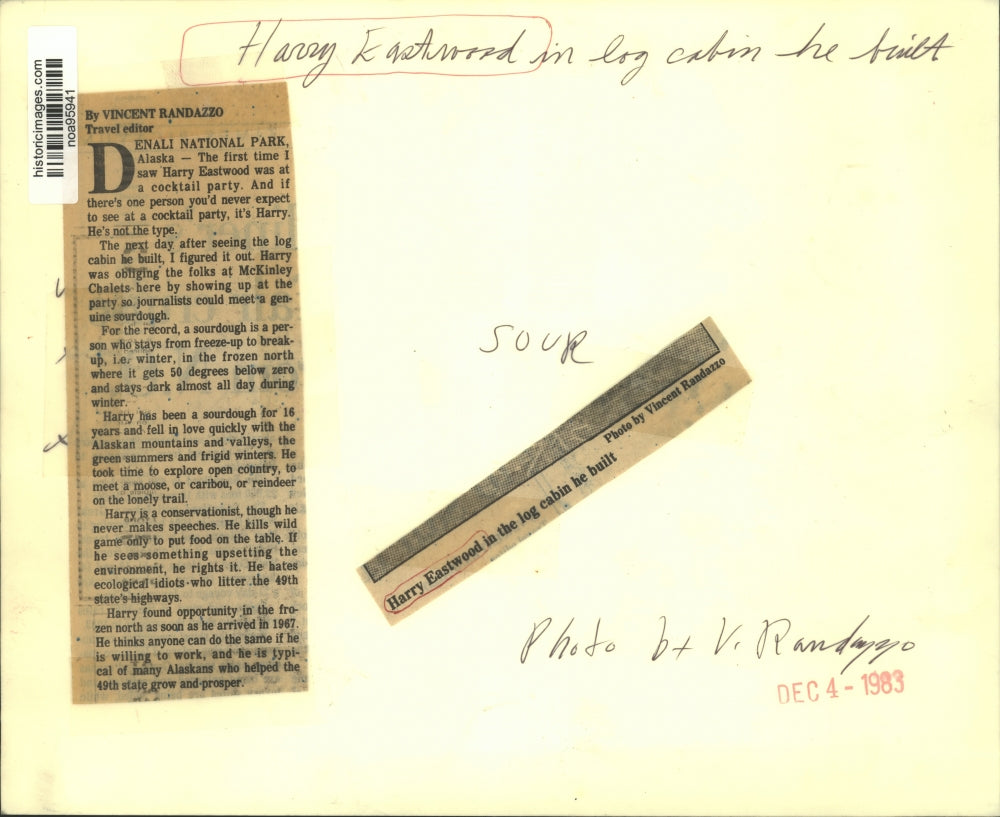 Harry Eastwood in log cabin he built
historicimages.com
noa95941
By VINCENT RANDAZZO
Travel editor
DENALI NATIONAL PARK,
Alaska — The first time I
saw Harry Eastwood was at
a cocktail party. And if
there's one person you'd never expect
to see at a cocktail party, it's Harry.
He's not the type.
The next day after seeing the log
cabin he built, I figured it out. Harry
was obliging the folks at McKinley
Chalets here by showing up at the
party so journalists could meet a gen-
uine sourdough.
For the record, a sourdough is a per-
son who stays from freeze-up to break-
up, i.e. winter, in the frozen north
where it gets 50 degrees below zero
and stays dark almost all day during
winter.
Harry has been a sourdough for 16
years and fell in love quickly with the
Alaskan mountains and valleys, the
green summers and frigid winters. He
took time to explore open country, to
meet a moose, or caribou, or reindeer
on the lonely trail.
Harry is a conservationist, though he
never makes speeches. He kills wild
game only to put food on the table. If
he sees something upsetting the
environment, he rights it. He hates
ecological idiots who litter the 49th
state's highways.
Harry found opportunity in the fro-
zen north as soon as he arrived in 1967.
He thinks anyone can do the same if he
is willing to work, and he is typi-
cal of many Alaskans who helped the
49th state grow and prosper.
SOUR
Photo by Vincent Randazzo
Harry Eastwood in the log cabin he built
Photo by V. Randazzo
DEC 4 - 1983